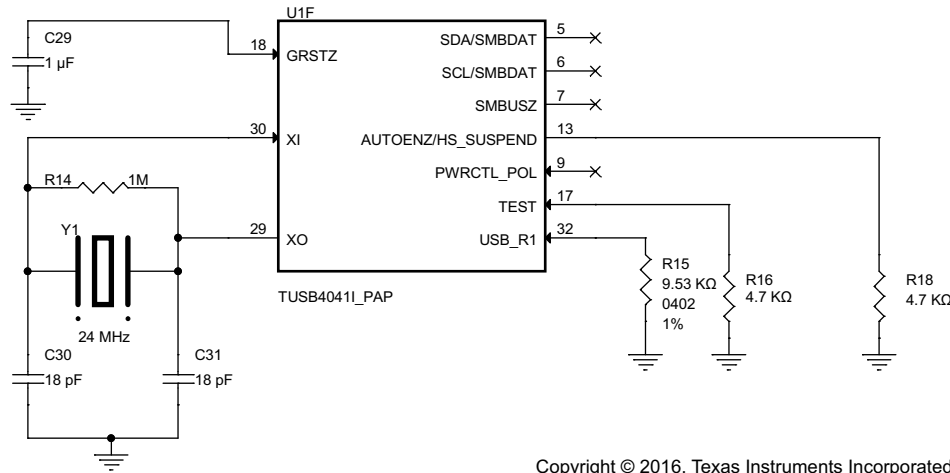 U1F
C29
1 µF
18
GRSTZ
SDA/SMBDAT
5
SCL/SMBDAT
6
SMBUSZ
7
30
XI
AUTOENZ/HS_SUSPEND
13
PWRCTL_POL
9
R14
1M
TEST
17
Y1
29
XO
USB_R1
32
R15
9.53 KΩ
0402
1%
R16
4.7 KΩ
R18
4.7 KΩ
TUSB4041I_PAP
24 MHz
C30
18 pF
C31
18 pF
Copyright © 2016, Texas Instruments Incorporated